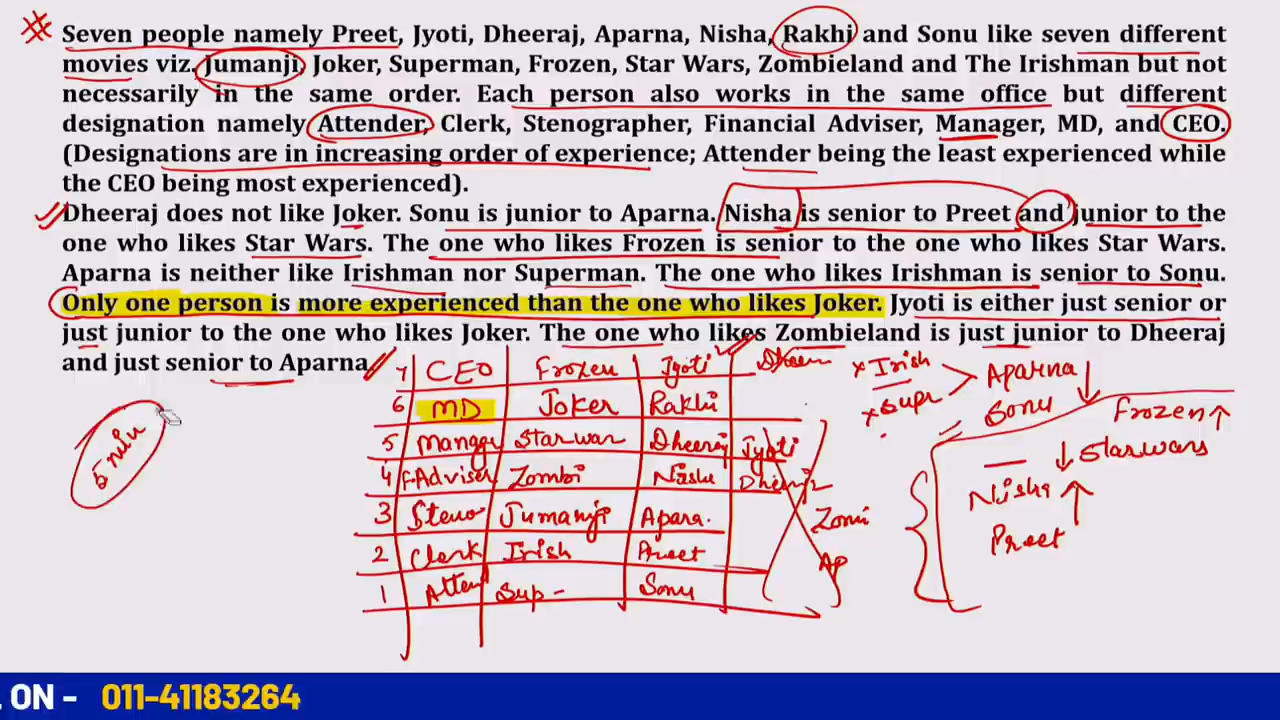 Seven people namely Preet, Jyoti, Dheeraj, Aparna, Nisha, Rakhi and Sonu like seven different
movies viz. Jumanji, Joker, Superman, Frozen, Star Wars, Zombieland and The Irishman but not
necessarily in the same order. Each person also works in the same office but different
designation namely Attender, Clerk, Stenographer, Financial Adviser, Manager, MD, and CEO.
(Designations are in increasing order of experience; Attender being the least experienced while
the CEO being most experienced).
Dheeraj does not like Joker. Sonu is junior to Aparna. Nisha is senior to Preet and junior to the
one who likes Star Wars. The one who likes Frozen is senior to the one who likes Star Wars.
Aparna is neither like Irishman nor Superman. The one who likes Irishman is senior to Sonu.
Only one person is more experienced than the one who likes Joker. Jyoti is either just senior or
just junior to the one who likes Joker. The one who likes Zombieland is just junior to Dheeraj
and just senior to Aparna.
7 CEO Frozen Jyoti
6 MD Joker Rakhi
5 Starwar Dheeraj Jyoti
4 F.Adviser Zombi
3 Steno Jumanji Apara.
2 Clerk Irish Preet
1 Atten Sup - Sonu
Zomi
Ap
x Irish
x Supr
Aparna
Sonu
Frozen
Starwars
Nisha
Preet
5
ON - 011-41183264